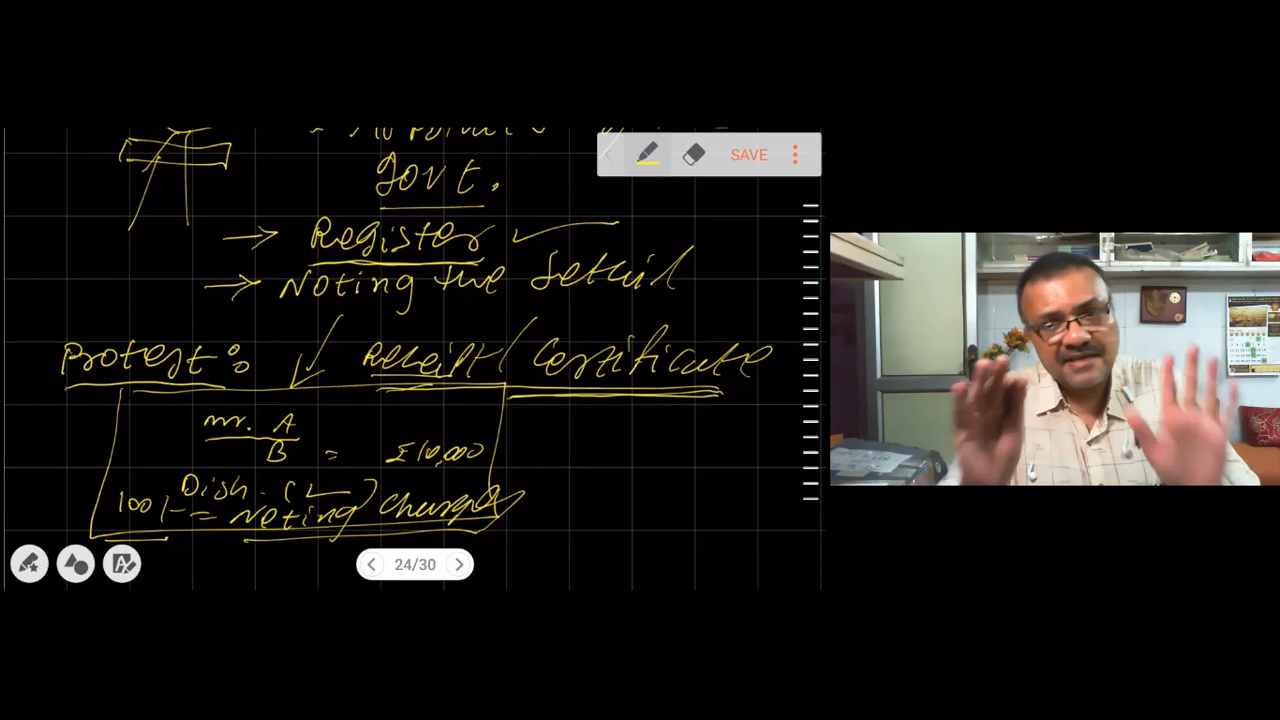 SAVE
govt.
→ Register ✓
→ Noting the detail
Protest: Receipt/Certificate
Mr. A
B = ₹10,000
Dish. (✓)
100/- = Noting Charges
24/30